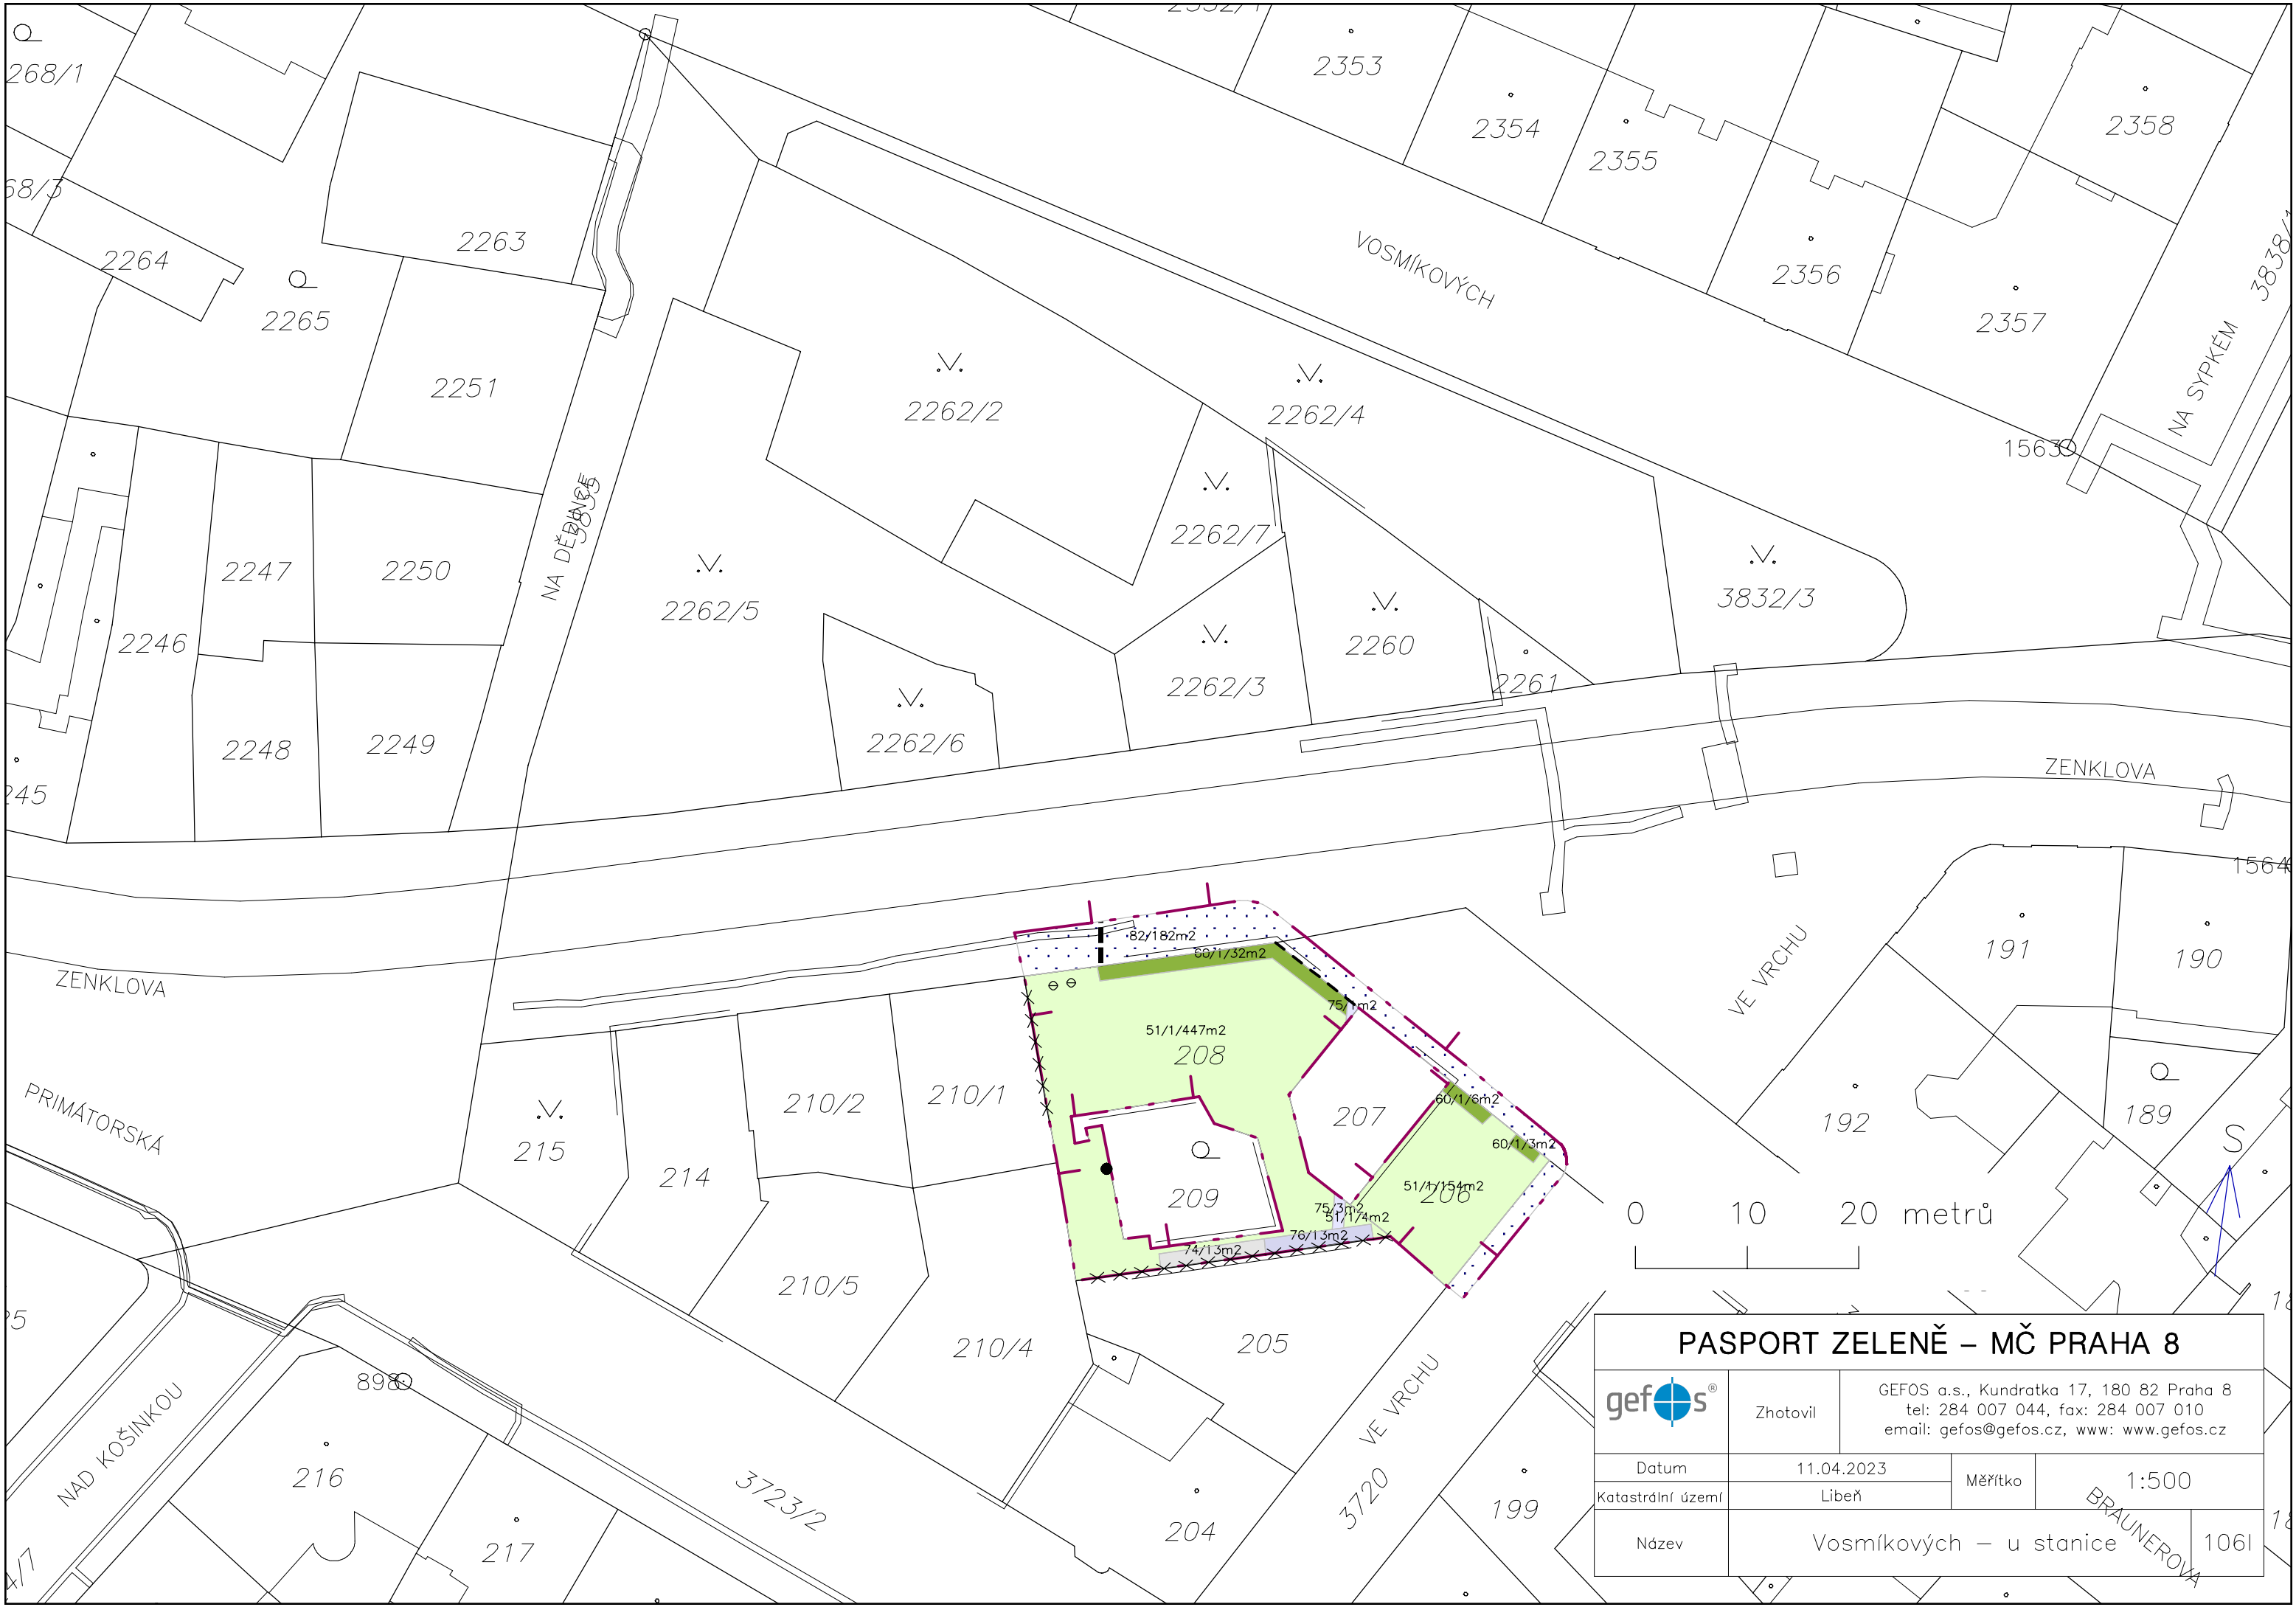 2353
2354
2355
2358
268/1
2264
2263
2265
2251
VOSMÍKOVÝCH
2356
2357
NA SYPKÉM
3838/1
2262/2
2262/4
1563
NA DĚDINCE
3835
2262/7
2247
2250
2246
2262/5
2260
3832/3
2262/3
2261
2248
2249
2262/6
ZENKLOVA
1564
191
190
VE VRCHU
ZENKLOVA
82/182m2
60/1/32m2
75/1m2
51/1/447m2
208
PRIMÁTORSKÁ
215
214
210/2
210/1
207
60/1/6m2
60/1/3m2
192
189
S
209
51/1/154m2
206
75/3m2
51/1/4m2
76/13m2
74/13m2
0 10 20 metrů
210/5
210/4
205
898
NAD KOŠINKOU
216
217
3723/2
204
VE VRCHU
3720
199
PASPORT ZELENĚ – MČ PRAHA 8
gefos®
Zhotovil
GEFOS a.s., Kundratka 17, 180 82 Praha 8
tel: 284 007 044, fax: 284 007 010
email: gefos@gefos.cz, www: www.gefos.cz
Datum
11.04.2023
Měřítko
1:500
Katastrální území
Libeň
BRAUNEROVA
Název
Vosmíkových – u stanice
106I